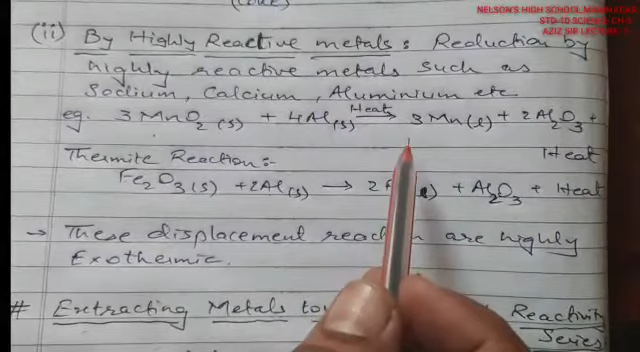 NELSON'S HIGH SCHOOL
STD-10 SCIENCE CH-3
AZIZ SIR
(ii) By Highly Reactive metals: Reduction by
highly reactive metals such as
Sodium, Calcium, Aluminium etc
eg. 3MnO₂(s) + 4Al(s) Heat→ 3Mn(l) + 2Al₂O₃ +
Heat
Thermite Reaction:-
Fe₂O₃(s) + 2Al(s) → 2 + Al₂O₃ + Heat
→ These displacement are highly
Exothermic.
# Extracting Metals Reactivity
Series